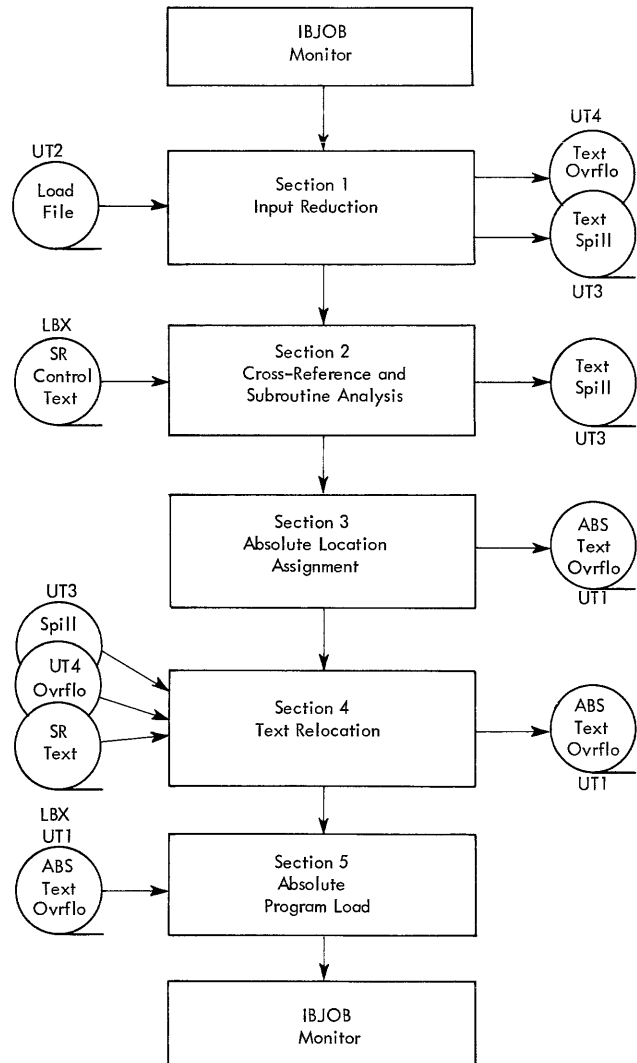 IBJOB
Monitor
UT2
Load
File
Section 1
Input Reduction
UT4
Text
Ovrflo
Text
Spill
UT3
LBX
SR
Control
Text
Section 2
Cross-Reference and
Subroutine Analysis
Text
Spill
UT3
Section 3
Absolute Location
Assignment
ABS
Text
Ovrflo
UT1
UT3
Spill
UT4
Ovrflo
SR
Text
LBX
Section 4
Text Relocation
ABS
Text
Ovrflo
UT1
UT1
ABS
Text
Ovrflo
Section 5
Absolute
Program Load
IBJOB
Monitor